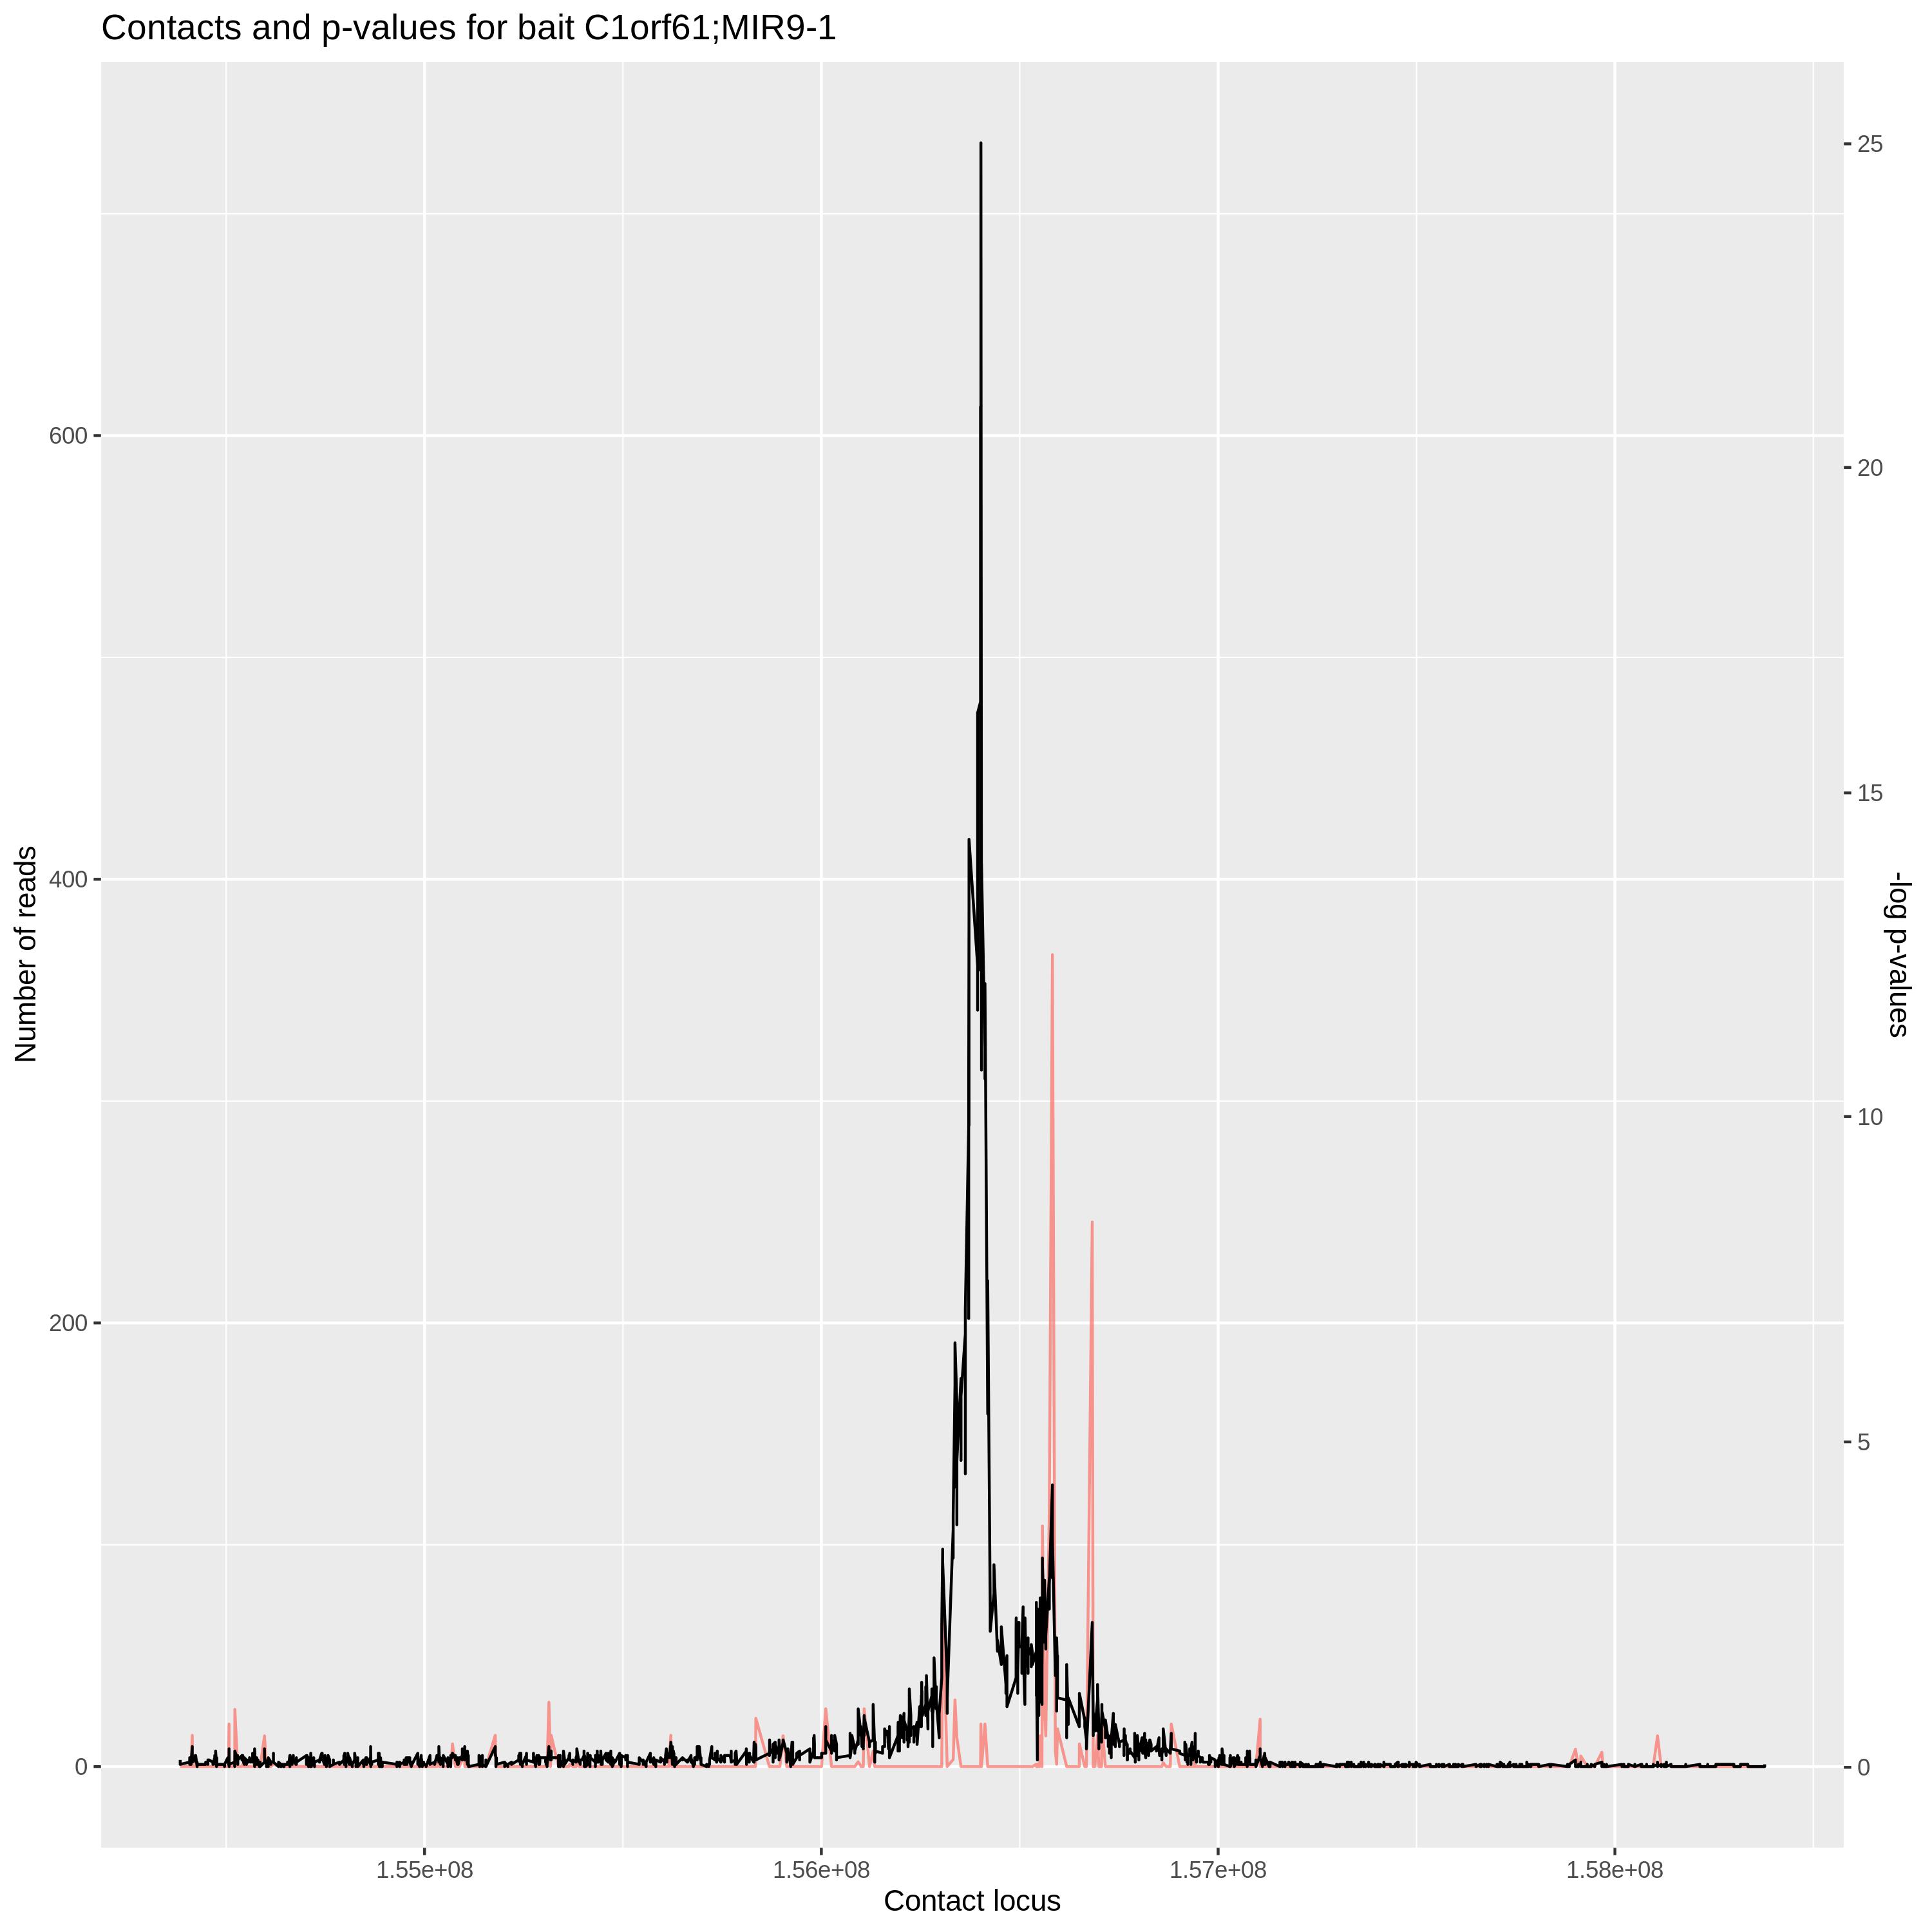 Contacts and p-values for bait C1orf61;MIR9-1
Number of reads
600
400
200
0
25
20
15
10
5
0
-log p-values
1.55e+08
1.56e+08
1.57e+08
1.58e+08
Contact locus